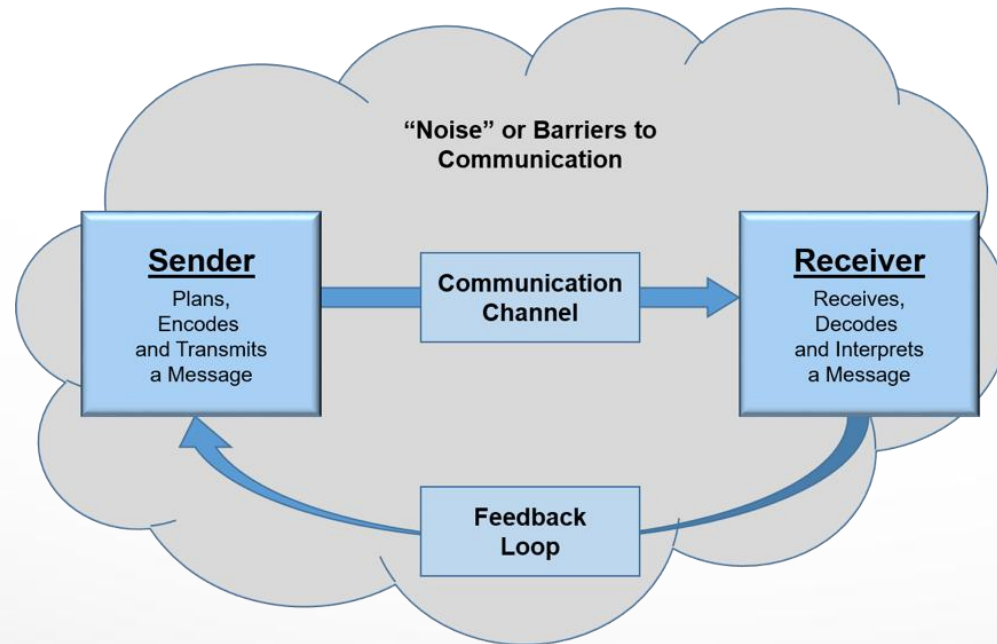 “Noise” or Barriers to
Communication
Sender
Plans,
Encodes
and Transmits
a Message
Communication
Channel
Receiver
Receives,
Decodes
and Interprets
a Message
Feedback
Loop